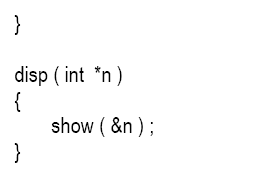 }
disp ( int *n )
{
show ( &n ) ;
}